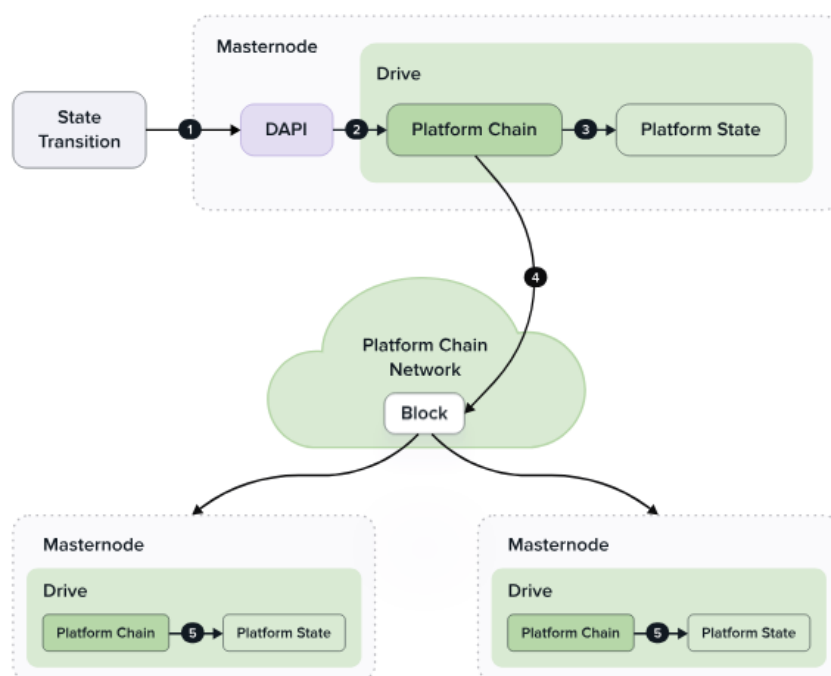 Masternode
Drive
State
Transition
1
DAPI
2
Platform Chain
3
Platform State
4
Platform Chain
Network
Block
Masternode
Drive
Platform Chain
5
Platform State
Masternode
Drive
Platform Chain
5
Platform State